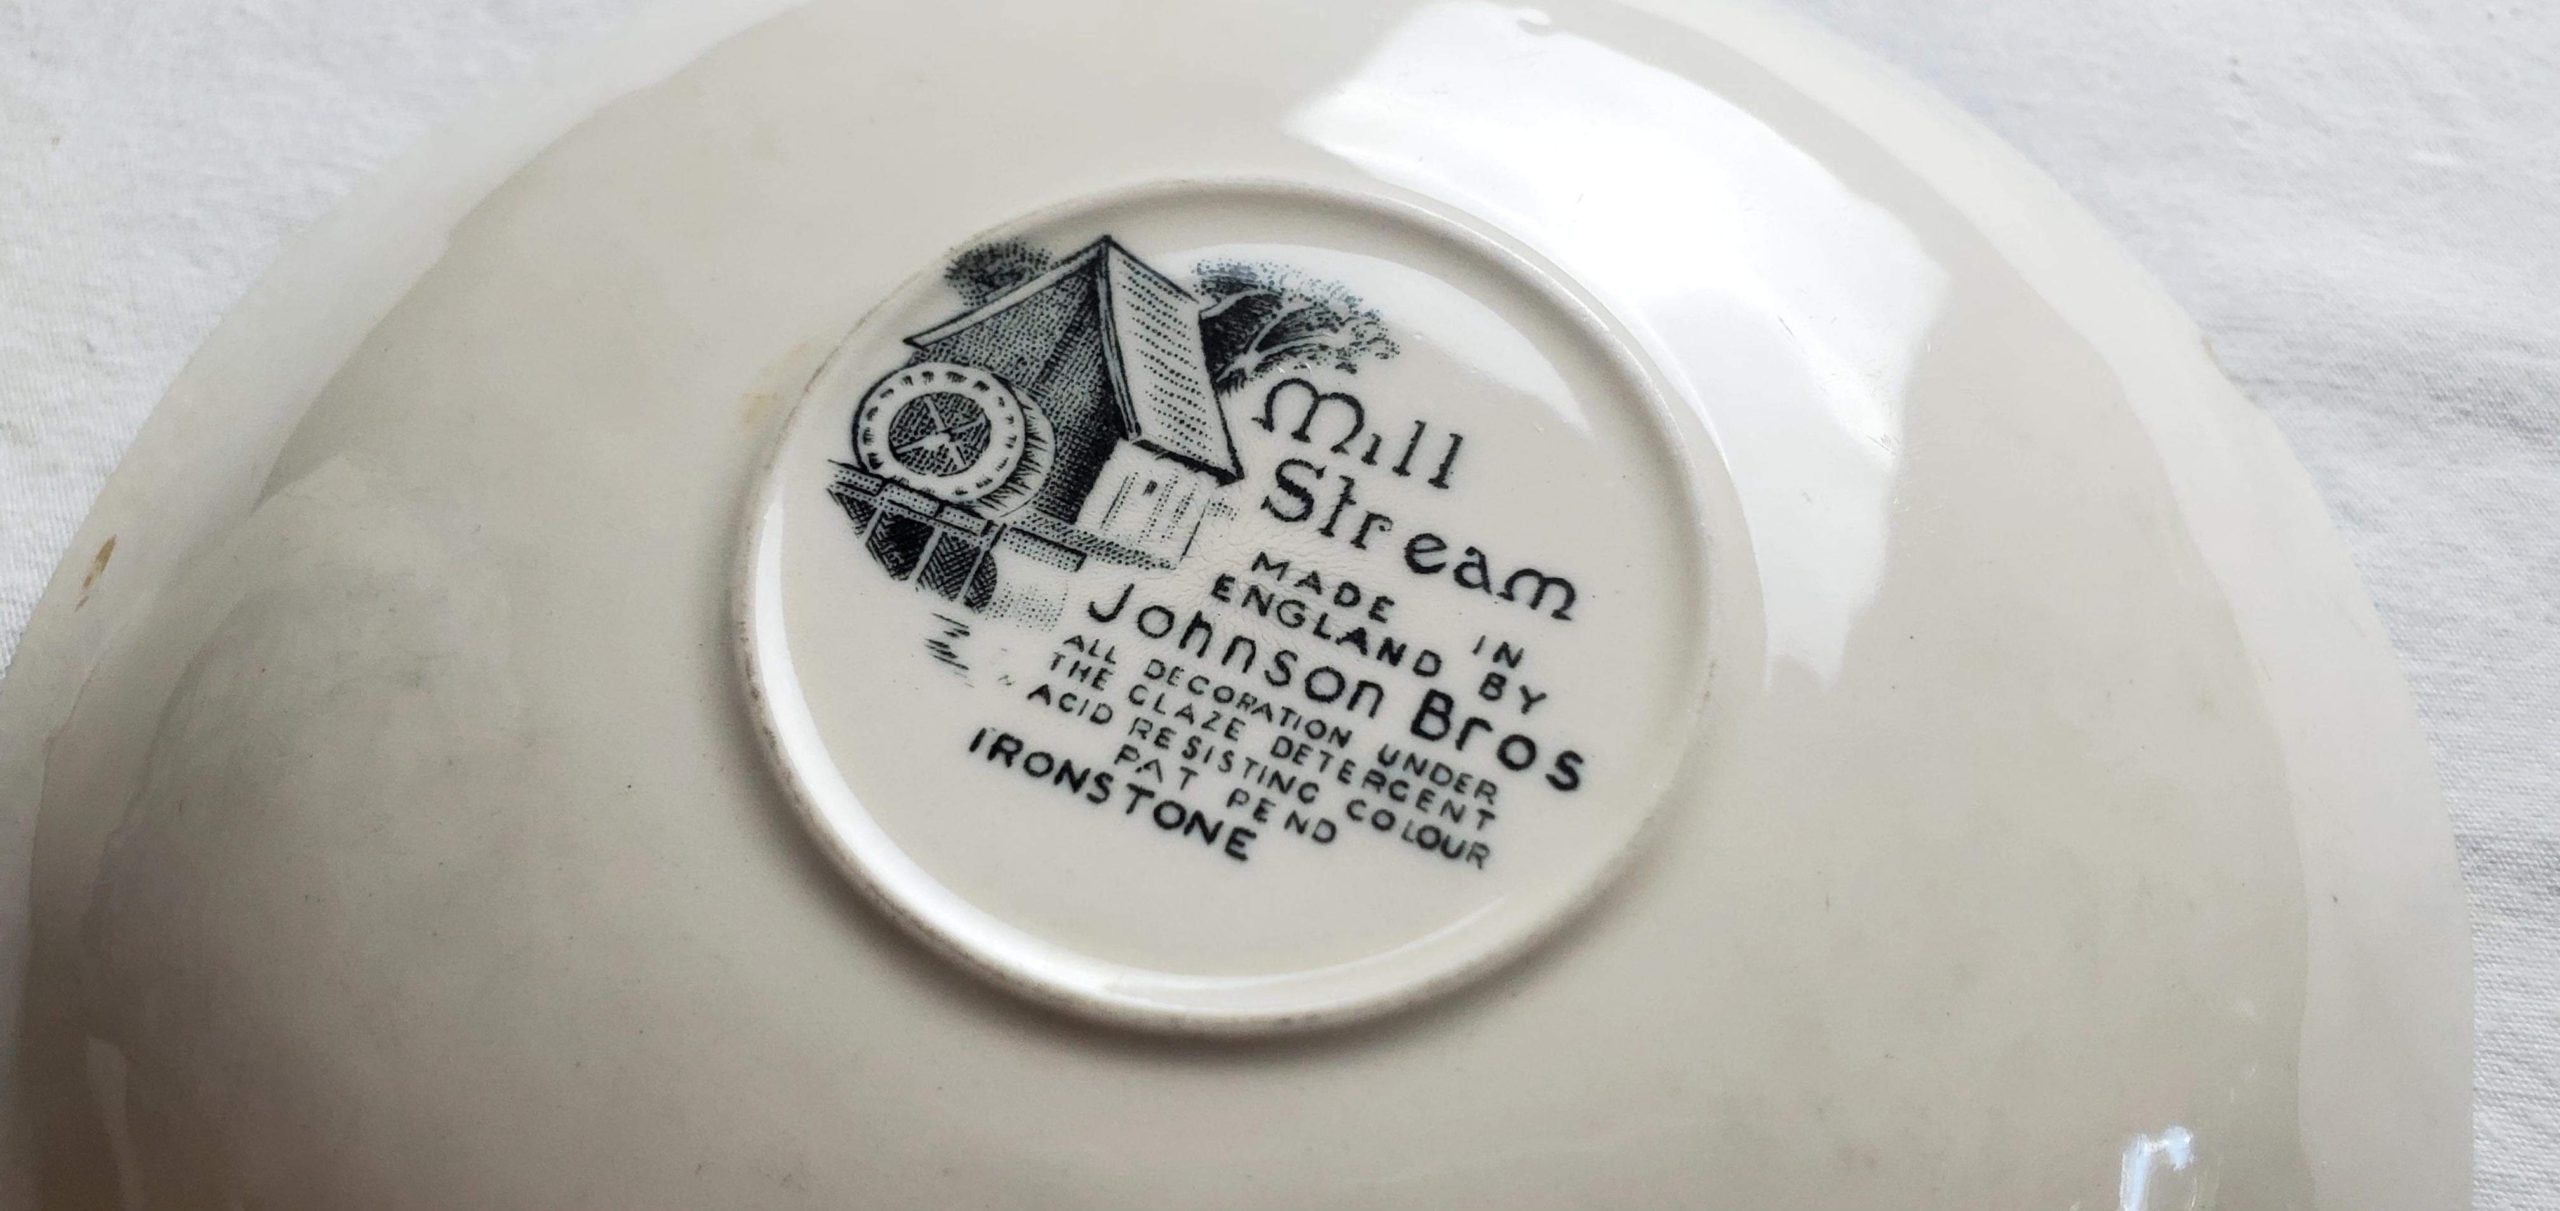 Mill
Stream
MADE IN
ENGLAND BY
Johnson Bros
ALL DECORATION UNDER
THE GLAZE DETERGENT
ACID RESISTING COLOUR
PAT PEND
IRONSTONE